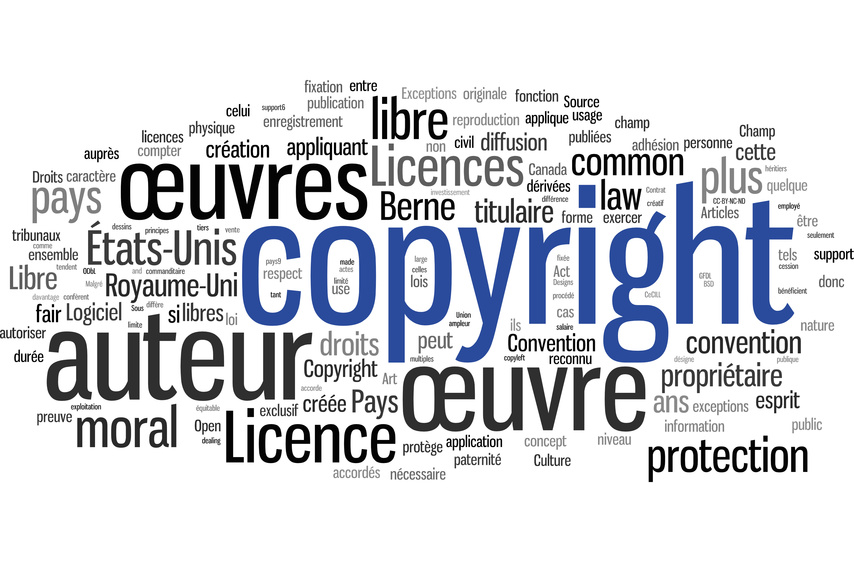 fixation entre
Exceptions originale fonction Source
celui support6 publication libre
usage
physique enregistrement reproduction applique champ
licences non civil diffusion publiées Champ
auprès compter création appliquant adhésion personne cette
Licences Canada common plus héritiers
Droits caractère œuvres dérivées quelque
pays investissement différence law Contrat
Berne titulaire forme exercer créatif CC-BY-NC-ND employé
Articles
dessins principes tiers vente être
tribunaux États-Unis copyright seulement
comme
ensemble pays9 made large fixée tels support
tendent ODbL and commanditaire respect actes celles Act cession
Libre Malgré Royaume-Uni limité use lois Designs GFDL BSD donc
davantage confèrent tant procédé CeCILL bénéficient
fair Logiciel Sous diffère si libres loi Union cas
limite ampleur ils salaire nature
autoriser auteur droits peut Convention convention
durée multiples copyleft reconnu désigne publique
Copyright Art œuvre propriétaire
accorde
exploitation équitable exclusif créée Pays ans exceptions esprit
preuve moral Open Licence information public
dealing protège application concept niveau
paternité Culture protection
accordés nécessaire